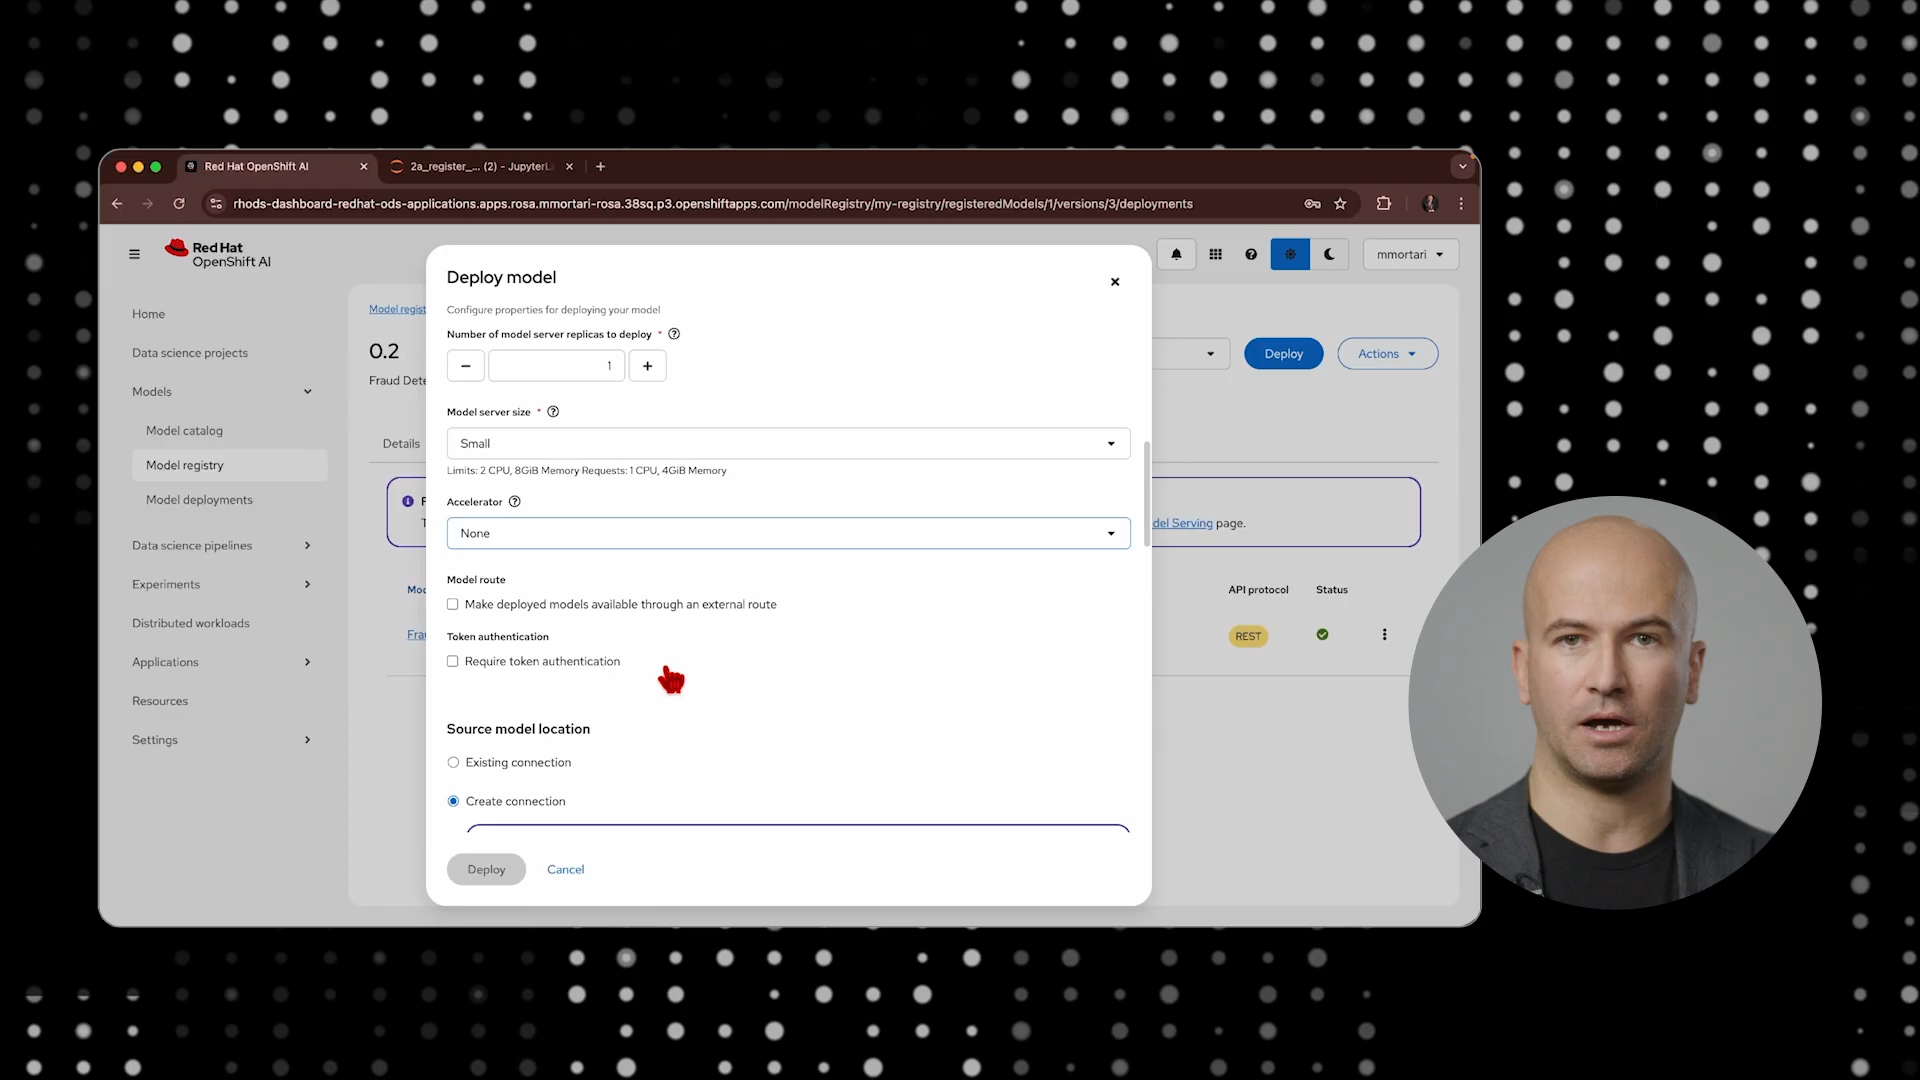 Red Hat OpenShift AI
2a_register_... (2) - JupyterL
rhods-dashboard-redhat-ods-applications.apps.rosa.mmortari-rosa.38sq.p3.openshiftapps.com/modelRegistry/my-registry/registeredModels/1/versions/3/deployments
Red Hat
OpenShift AI
mmortari
Home
Data science projects
Models
Model catalog
Model registry
Model deployments
Data science pipelines
Experiments
Distributed workloads
Applications
Resources
Settings
Model regist
0.2
Fraud Dete
Details
F
T
Moc
Frau
Deploy
Actions
del Serving page.
API protocol
Status
REST
Deploy model
Configure properties for deploying your model
Number of model server replicas to deploy *
1
Model server size *
Small
Limits: 2 CPU, 8GiB Memory Requests: 1 CPU, 4GiB Memory
Accelerator
None
Model route
Make deployed models available through an external route
Token authentication
Require token authentication
Source model location
Existing connection
Create connection
Deploy
Cancel